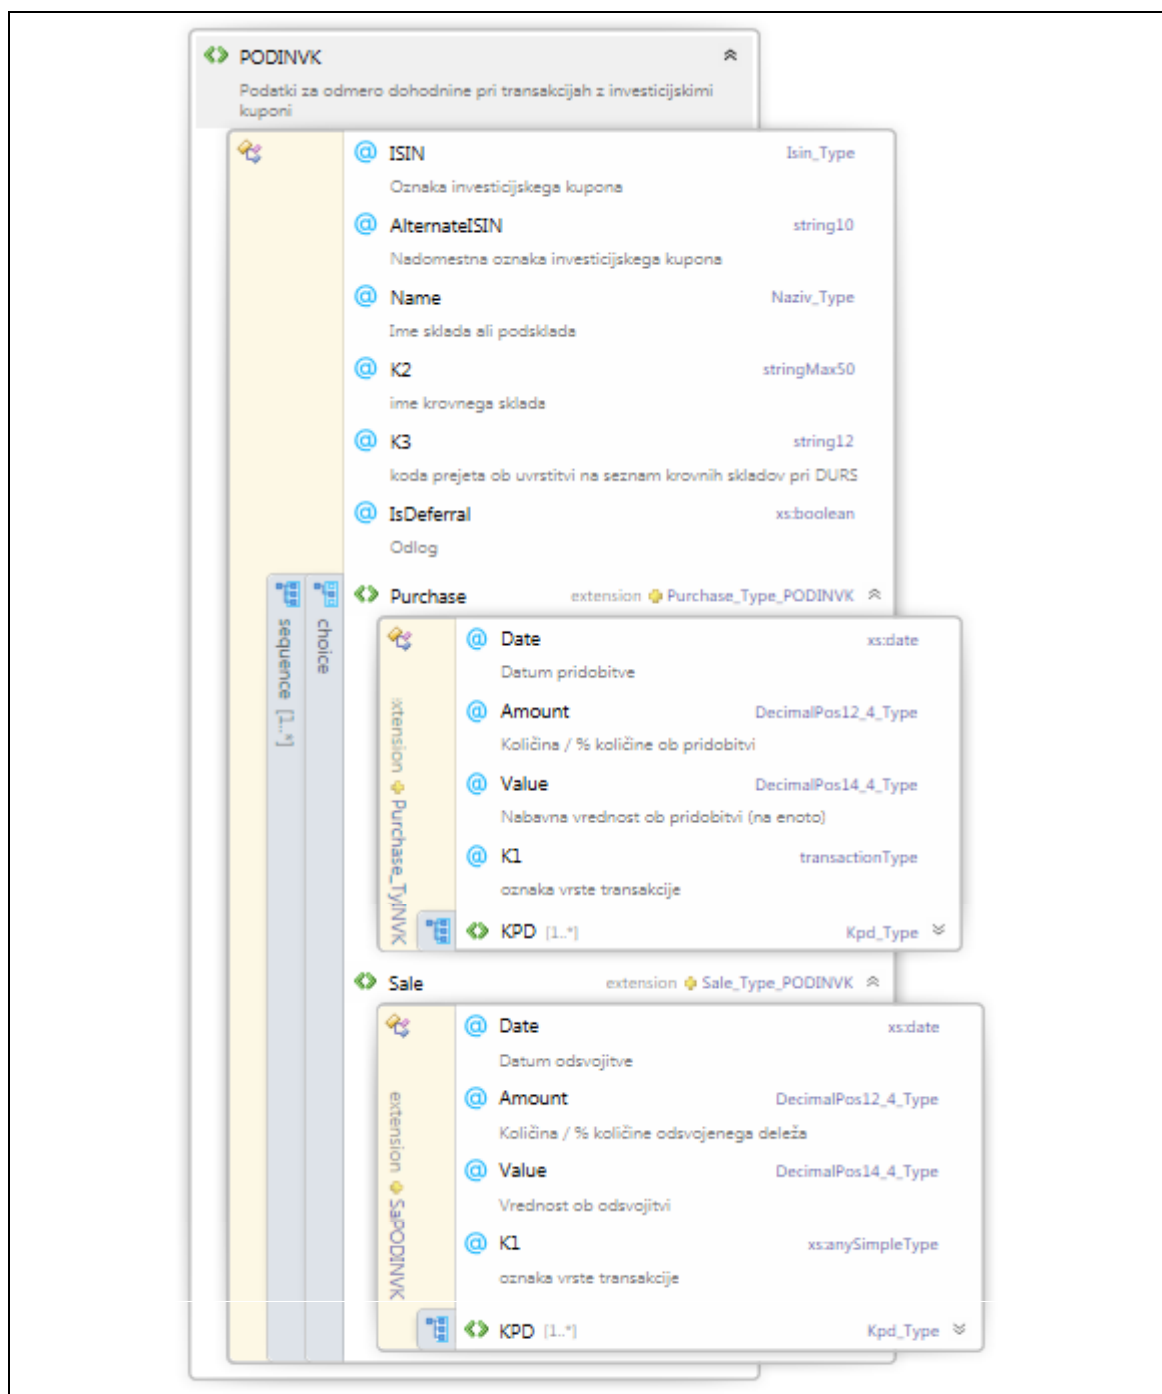 PODINVK
Podatki za odmero dohodnine pri transakcijah z investicijskimi
kuponi
@ ISIN Isin_Type
Oznaka investicijskega kupona
@ AlternateISIN string10
Nadomestna oznaka investicijskega kupona
@ Name Naziv_Type
Ime sklada ali podsklada
@ K2 stringMax50
ime krovnega sklada
@ K3 string12
koda prejeta ob uvrstitvi na seznam krovnih skladov pri DURS
@ IsDeferral xs:boolean
Odlog
sequence [1..*]
choice
Purchase extension Purchase_Type_PODINVK
xtension Purchase_TyINVK
@ Date xs:date
Datum pridobitve
@ Amount DecimalPos12_4_Type
Količina / % količine ob pridobitvi
@ Value DecimalPos14_4_Type
Nabavna vrednost ob pridobitvi (na enoto)
@ K1 transactionType
oznaka vrste transakcije
KPD [1..*] Kpd_Type
Sale extension Sale_Type_PODINVK
extension SaPODINVK
@ Date xs:date
Datum odsvojitve
@ Amount DecimalPos12_4_Type
Količina / % količine odsvojenega deleža
@ Value DecimalPos14_4_Type
Vrednost ob odsvojitvi
@ K1 xs:anySimpleType
oznaka vrste transakcije
KPD [1..*] Kpd_Type